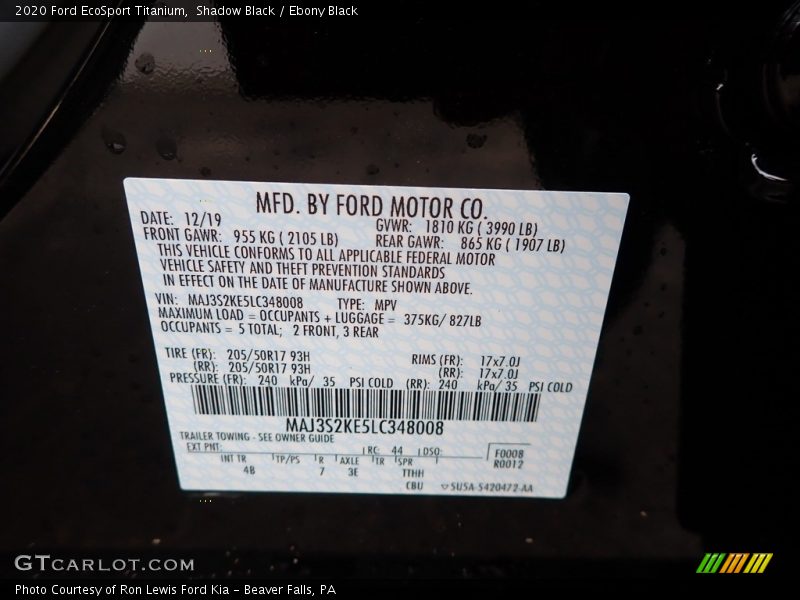 2020 Ford EcoSport Titanium,  Shadow Black / Ebony Black
MFD. BY FORD MOTOR CO.
DATE: 12/19 GVWR: 1810 KG ( 3990 LB)
FRONT GAWR: 955 KG ( 2105 LB) REAR GAWR: 865 KG ( 1907 LB)
THIS VEHICLE CONFORMS TO ALL APPLICABLE FEDERAL MOTOR
VEHICLE SAFETY AND THEFT PREVENTION STANDARDS
IN EFFECT ON THE DATE OF MANUFACTURE SHOWN ABOVE.
VIN: MAJ3S2KE5LC348008 TYPE: MPV
MAXIMUM LOAD = OCCUPANTS + LUGGAGE = 375KG/ 827LB
OCCUPANTS = 5 TOTAL; 2 FRONT, 3 REAR
TIRE (FR): 205/50R17 93H RIMS (FR): 17x7.0J
(RR): 205/50R17 93H (RR): 17x7.0J
PRESSURE (FR): 240 kPa/ 35 PSI COLD (RR): 240 kPa/ 35 PSI COLD
MAJ3S2KE5LC348008
TRAILER TOWING - SEE OWNER GUIDE
EXT PNT: RC: 44 DSO: F0008
R0012
INT TR TP/PS R AXLE TR SPR
4B 7 3E TTHH
CBU SU5A-5420472-AA
GTCARLOT.COM
Photo Courtesy of Ron Lewis Ford Kia – Beaver Falls, PA